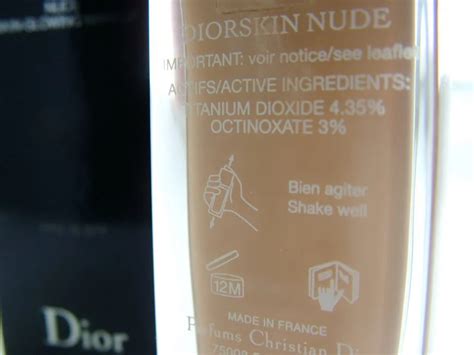 DIORSKIN NUDE
IMPORTANT: voir notice/see leaflet
ACTIFS/ACTIVE INGREDIENTS:
TITANIUM DIOXIDE 4.35%
OCTINOXATE 3%
Bien agiter
Shake well
12M
MADE IN FRANCE
Parfums Christian Di
Dior